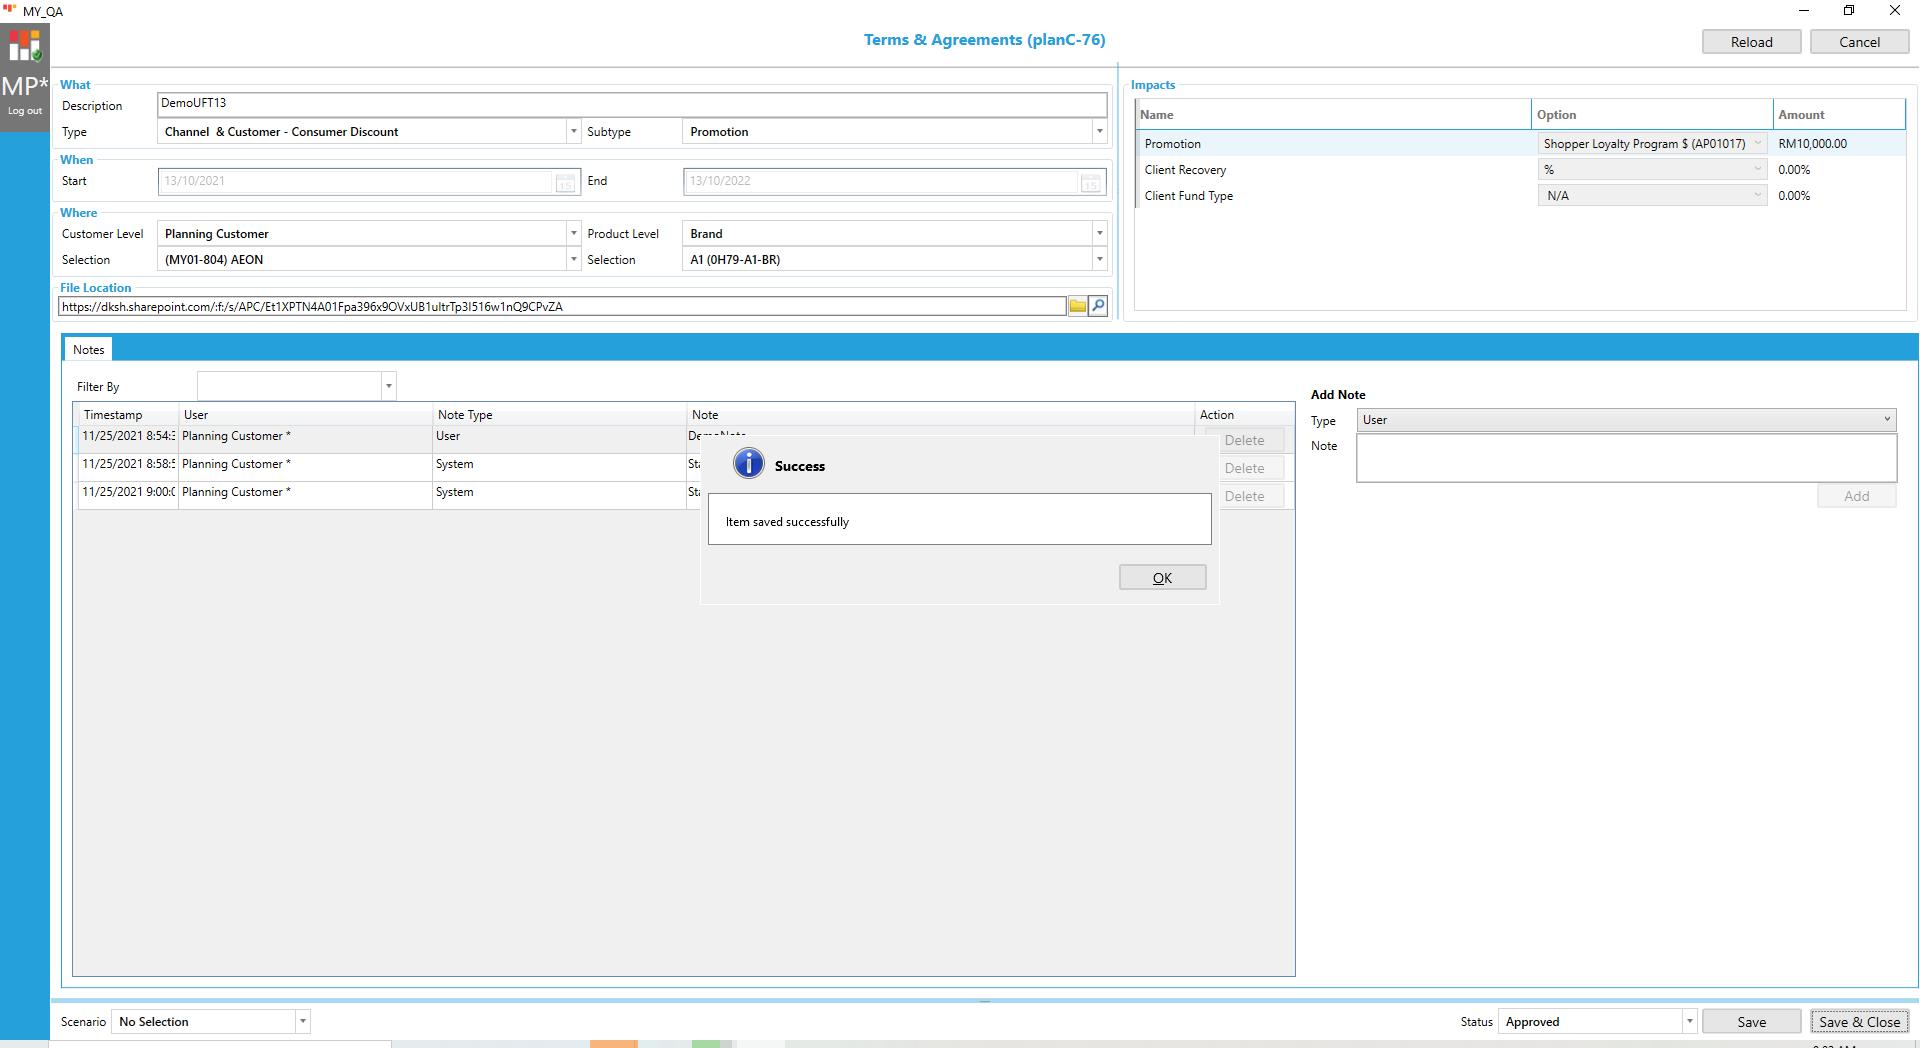 MY_QA
Terms & Agreements (planC-76)
Reload
Cancel
MP*
Log out
What
Description DemoUFT13
Type Channel & Customer - Consumer Discount Subtype Promotion
When
Start 13/10/2021 End 13/10/2022
Where
Customer Level Planning Customer Product Level Brand
Selection (MY01-804) AEON Selection A1 (0H79-A1-BR)
File Location
https://dksh.sharepoint.com/:f:/s/APC/Et1XPTN4A01Fpa396x9OVxUB1ultrTp3I516w1nQ9CPvZA
Impacts
Name Option Amount
Promotion Shopper Loyalty Program $ (AP01017) RM10,000.00
Client Recovery % 0.00%
Client Fund Type N/A 0.00%
Notes
Filter By
Timestamp User Note Type Note Action
11/25/2021 8:54:3 Planning Customer * User Delete
11/25/2021 8:58:5 Planning Customer * System Sta Delete
11/25/2021 9:00:0 Planning Customer * System Sta Delete
Success
Item saved successfully
OK
Add Note
Type User
Note
Add
Scenario No Selection
Status Approved
Save
Save & Close